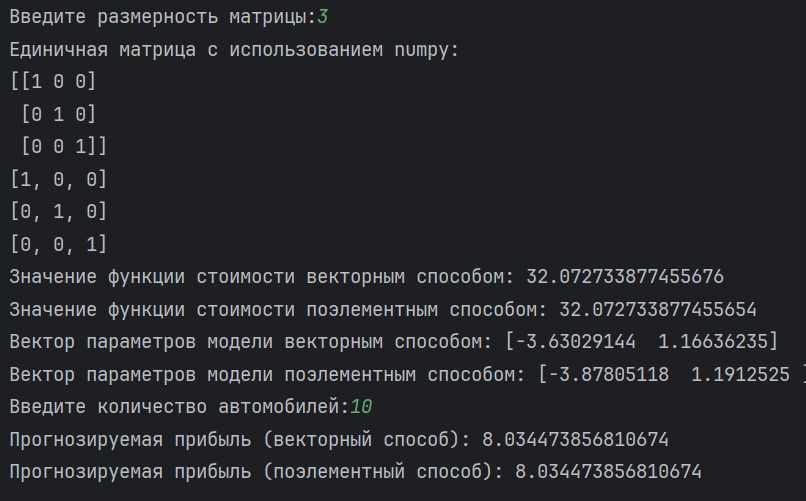 Введите размерность матрицы:3
Единичная матрица с использованием numpy:
[[1 0 0]
 [0 1 0]
 [0 0 1]]
[1, 0, 0]
[0, 1, 0]
[0, 0, 1]
Значение функции стоимости векторным способом: 32.072733877455676
Значение функции стоимости поэлементным способом: 32.072733877455654
Вектор параметров модели векторным способом: [-3.63029144  1.16636235]
Вектор параметров модели поэлементным способом: [-3.87805118  1.1912525 ]
Введите количество автомобилей:10
Прогнозируемая прибыль (векторный способ): 8.034473856810674
Прогнозируемая прибыль (поэлементный способ): 8.034473856810674